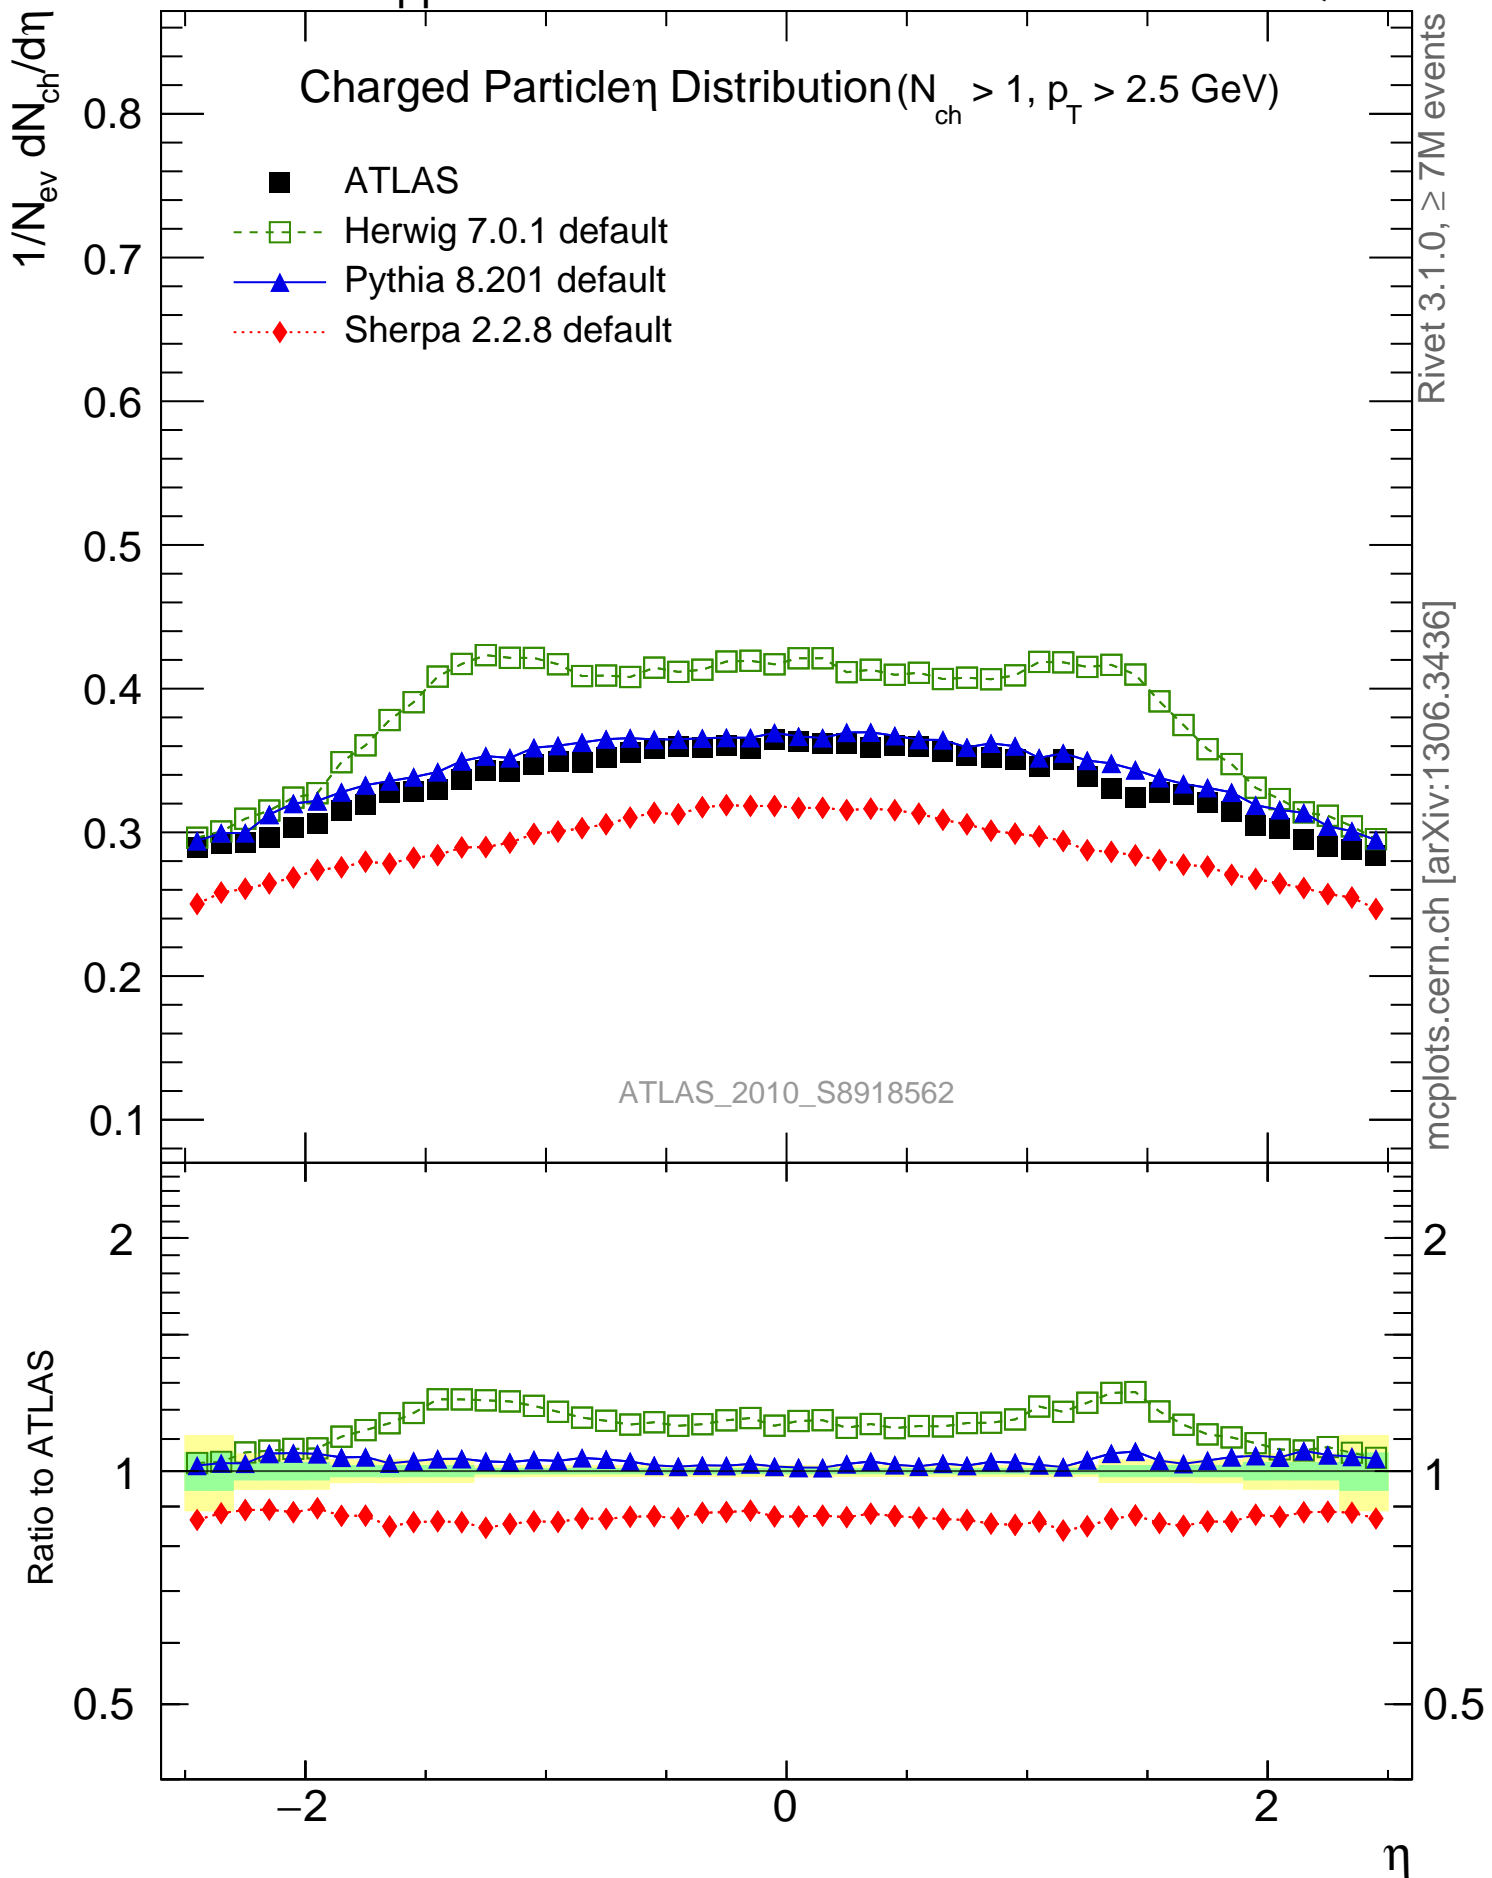 pp
1/N_ev dN_ch/dη
Charged Particleη Distribution (N_ch > 1, p_T > 2.5 GeV)
ATLAS
Herwig 7.0.1 default
Pythia 8.201 default
Sherpa 2.2.8 default
0.8
0.7
0.6
0.5
0.4
0.3
0.2
0.1
ATLAS_2010_S8918562
Rivet 3.1.0, ≥ 7M events
mcplots.cern.ch [arXiv:1306.3436]
Ratio to ATLAS
2
1
0.5
2
1
0.5
−2
0
2
η